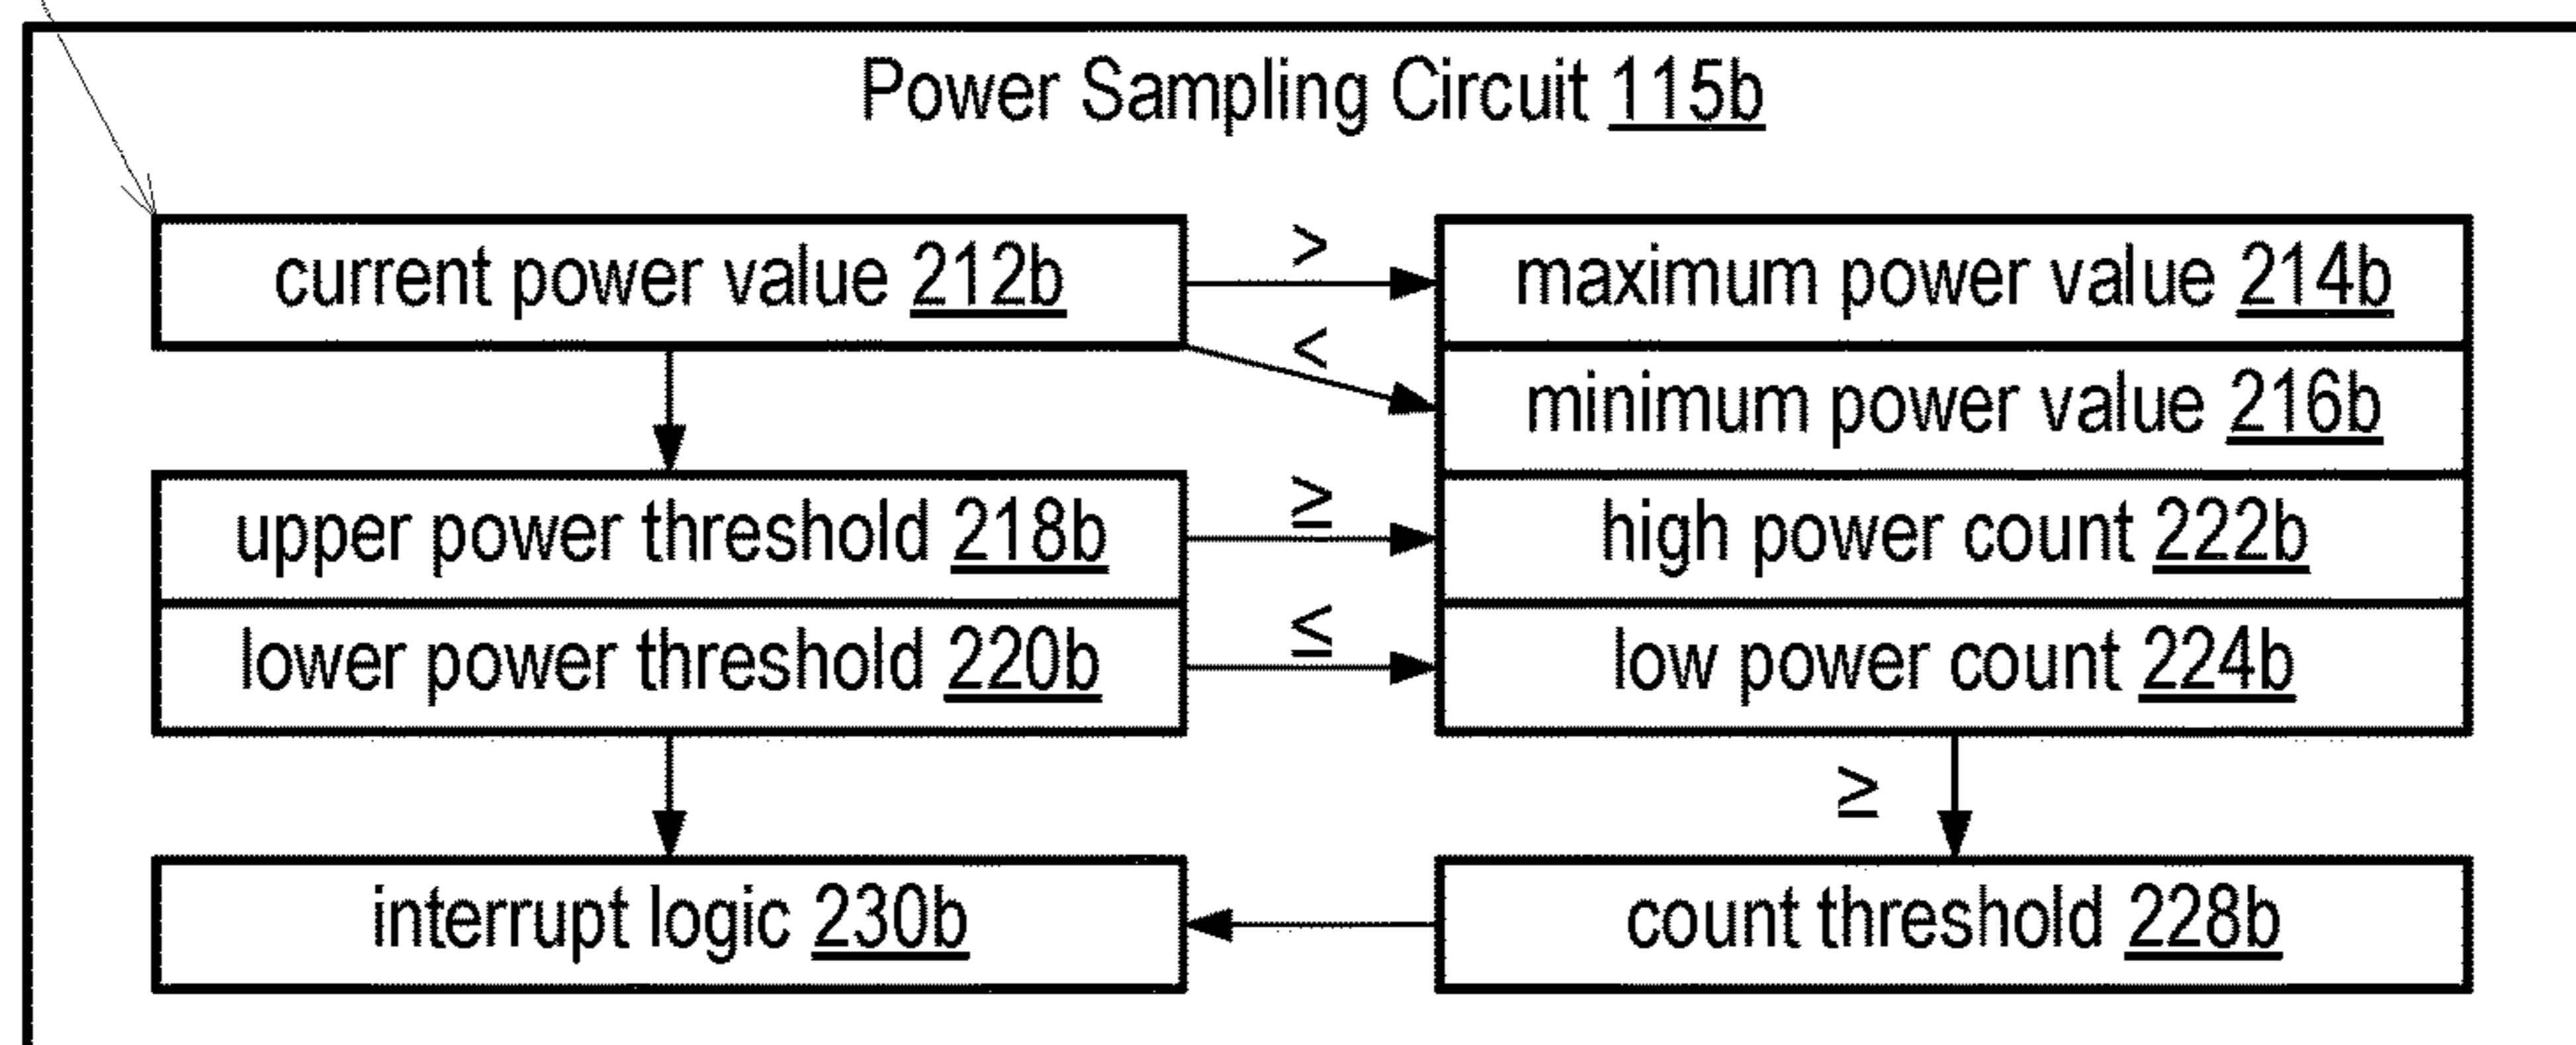 Power Sampling Circuit 115b
current power value 212b
>
maximum power value 214b
<
minimum power value 216b
upper power threshold 218b
≥
high power count 222b
lower power threshold 220b
≤
low power count 224b
≥
interrupt logic 230b
count threshold 228b